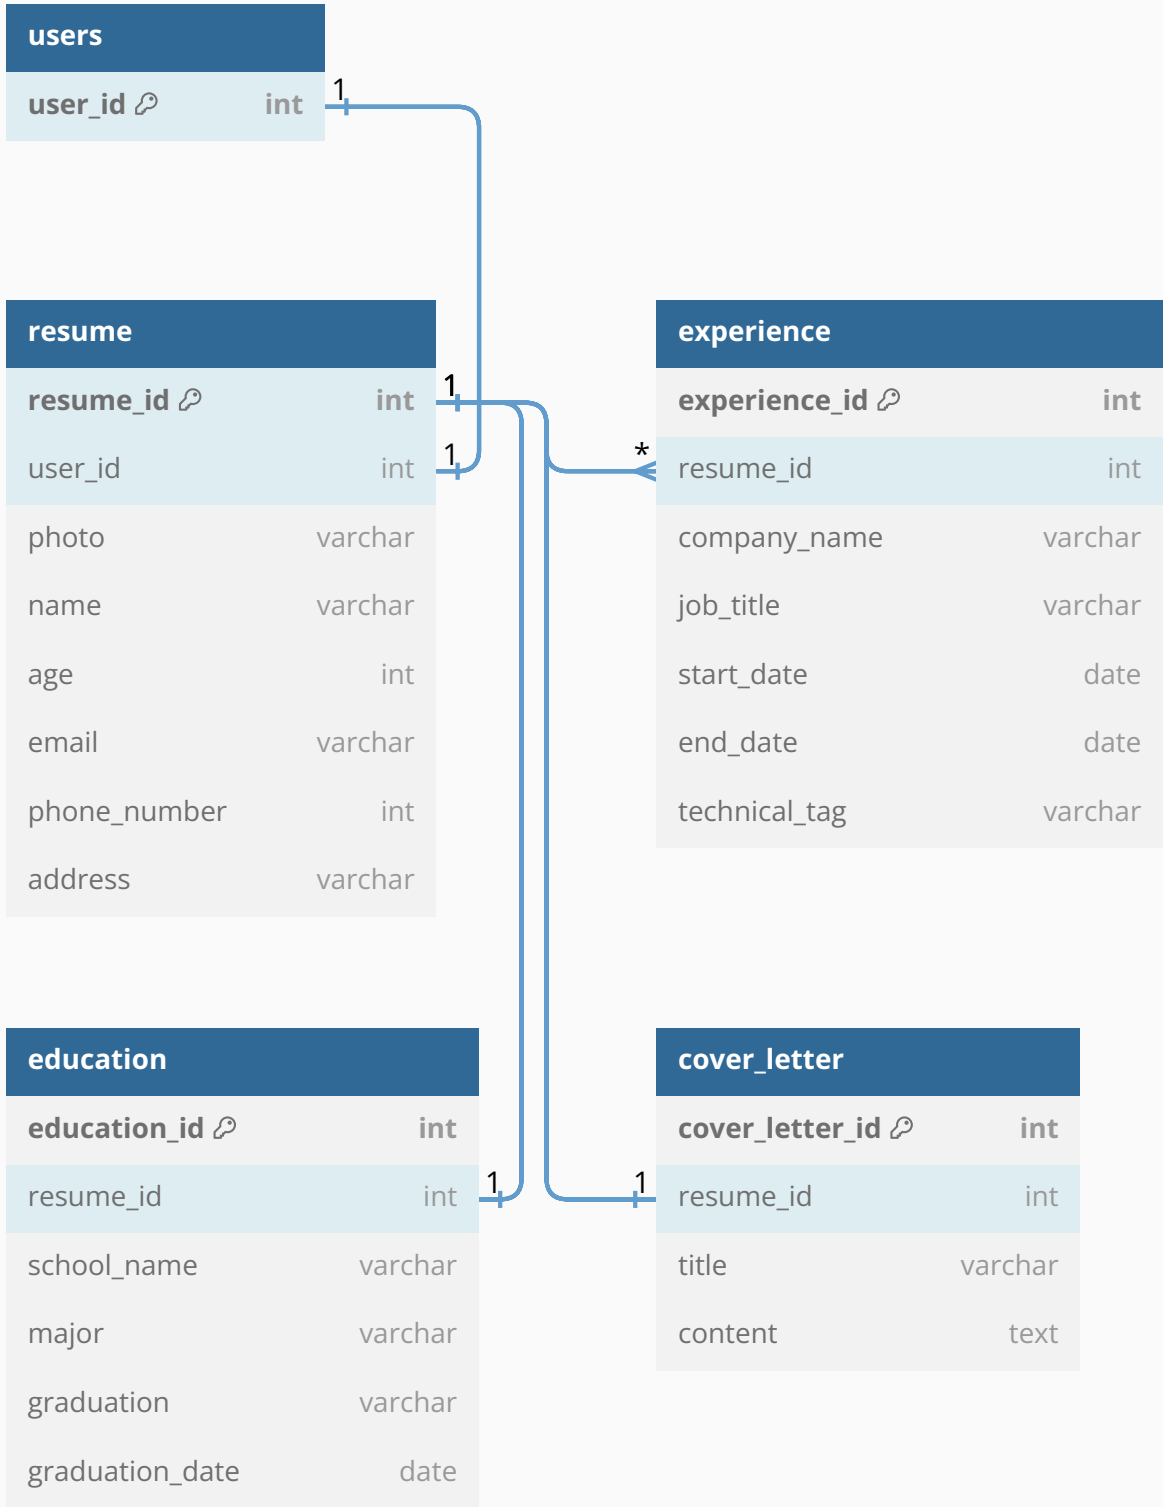 users
user_id int
1
resume
resume_id int
1
user_id int
1
photo varchar
name varchar
age int
email varchar
phone_number int
address varchar
experience
experience_id int
*
resume_id int
company_name varchar
job_title varchar
start_date date
end_date date
technical_tag varchar
education
education_id int
resume_id int
1
school_name varchar
major varchar
graduation varchar
graduation_date date
cover_letter
cover_letter_id int
1
resume_id int
title varchar
content text